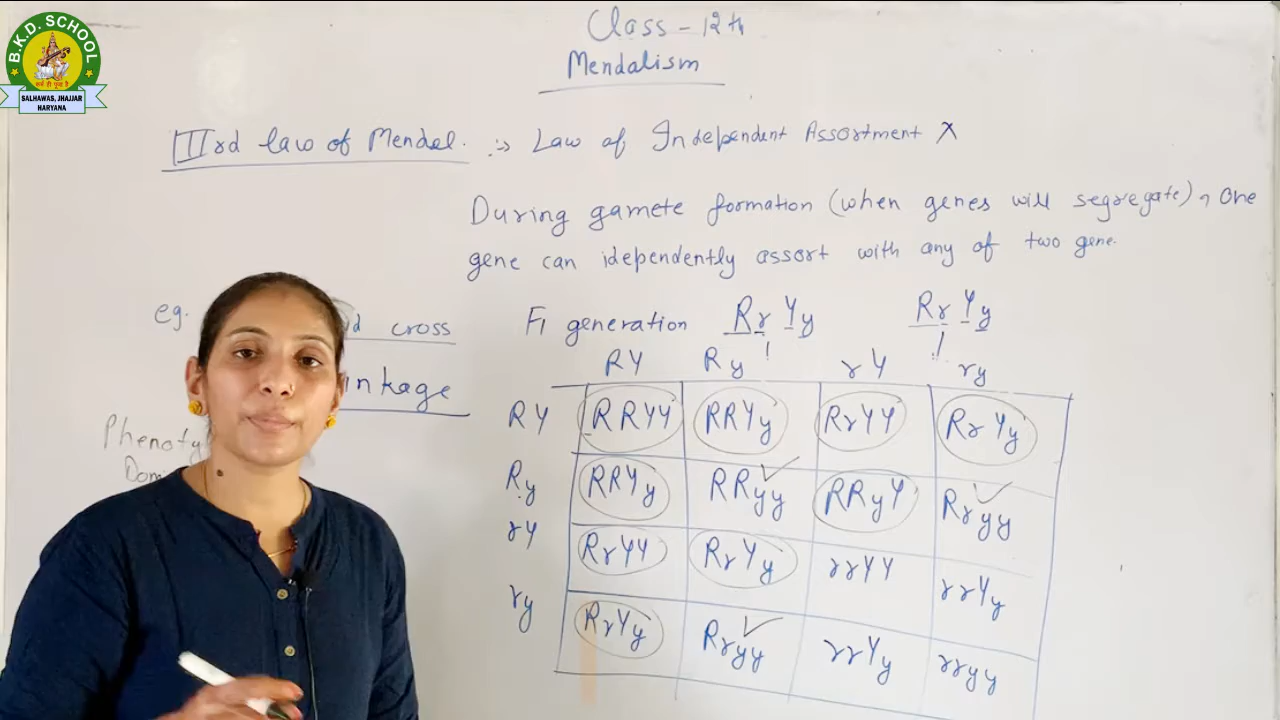 B.K.D. SCHOOL
SALHAWAS, JHAJJAR
HARYANA
Class - 12th
Mendalism
IIIrd law of Mendel. :-> Law of Independent Assortment X
During gamete formation (when genes will segregate), one
gene can idependently assort with any of two gene.
eg. cross
inkage
Phenoty
Dom
F1 generation RrYy RrYy
RY Ry rY ry
RY RRYY RRYy RrYY RrYy
Ry RRYy RRyy RRyY Rryy
rY RrYY RrYy rrYY rrYy
ry RrYy Rryy rrYy rryy